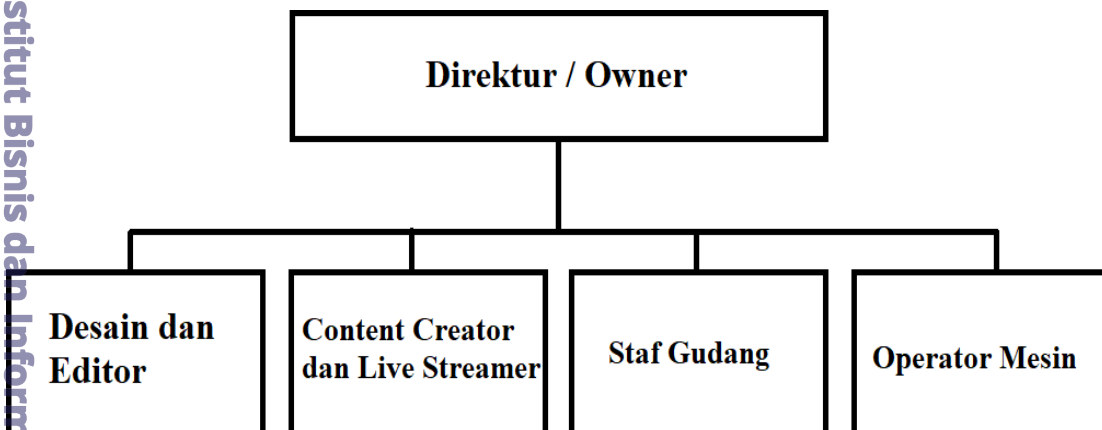 stitut Bisnis dan Inform
Direktur / Owner
Desain dan
Editor
Content Creator
dan Live Streamer
Staf Gudang
Operator Mesin